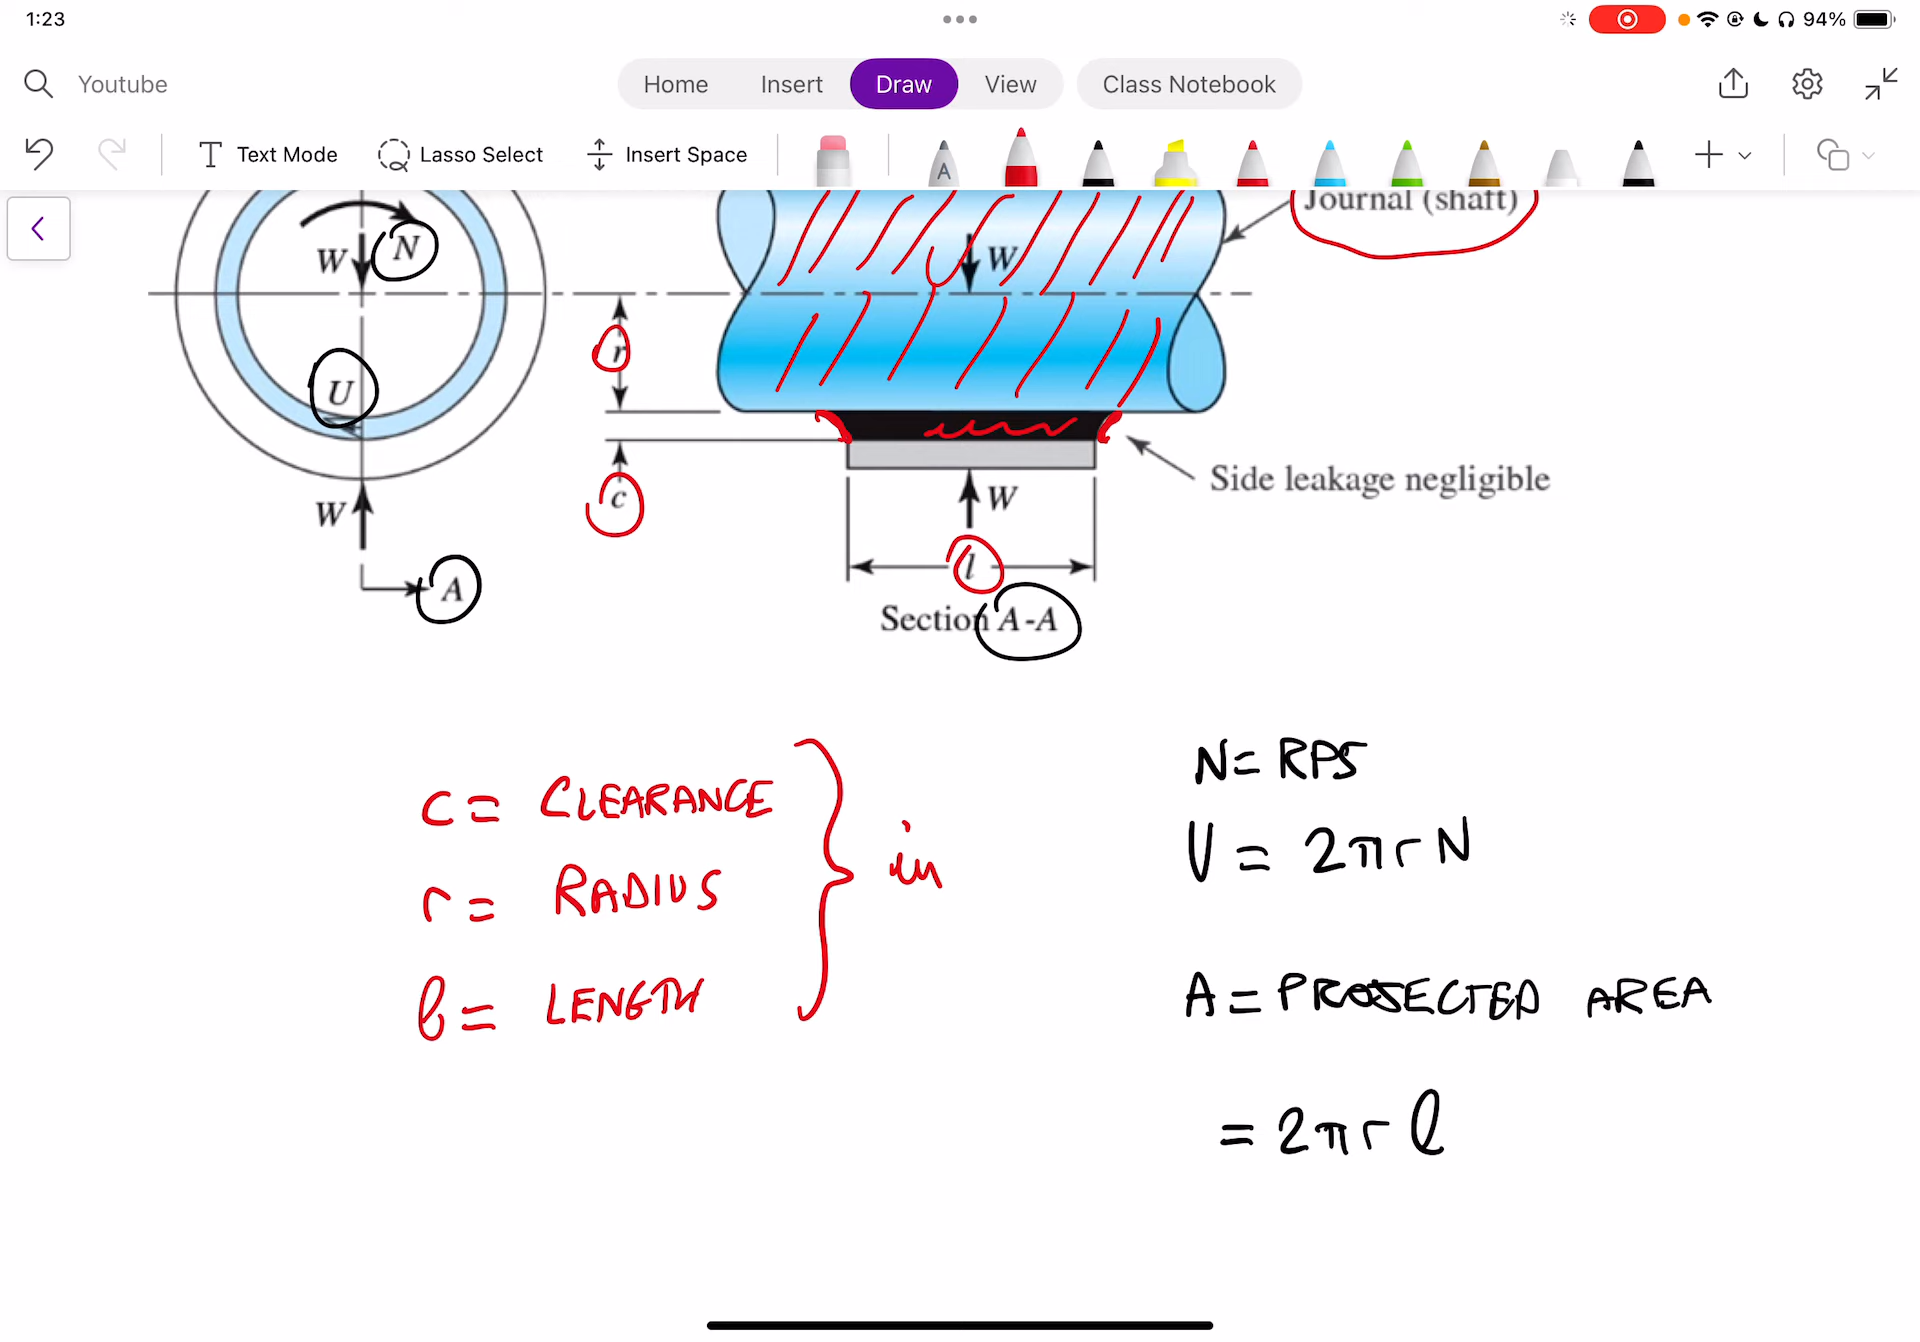 1:23
94%
Youtube
Home Insert Draw View Class Notebook
Text Mode Lasso Select Insert Space
A
Journal (shaft)
W N
W
r
U
c
Side leakage negligible
W
W
l
A
Section A-A
c = CLEARANCE
r = RADIUS
l = LENGTH
in
N = RPS
U = 2πrN
A = PROJECTED AREA
= 2πrl